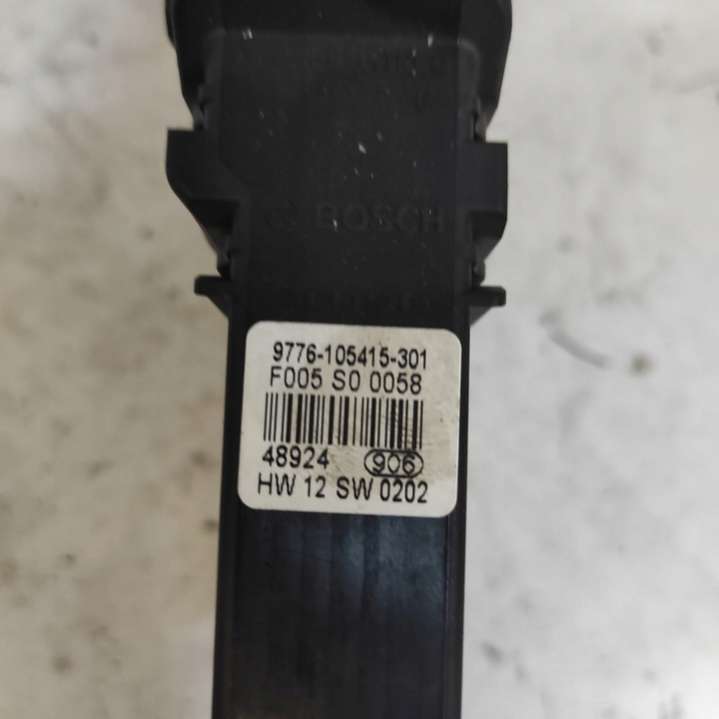 BOSCH
9776-105415-301
F005 S0 0058
48924 906
HW 12 SW 0202